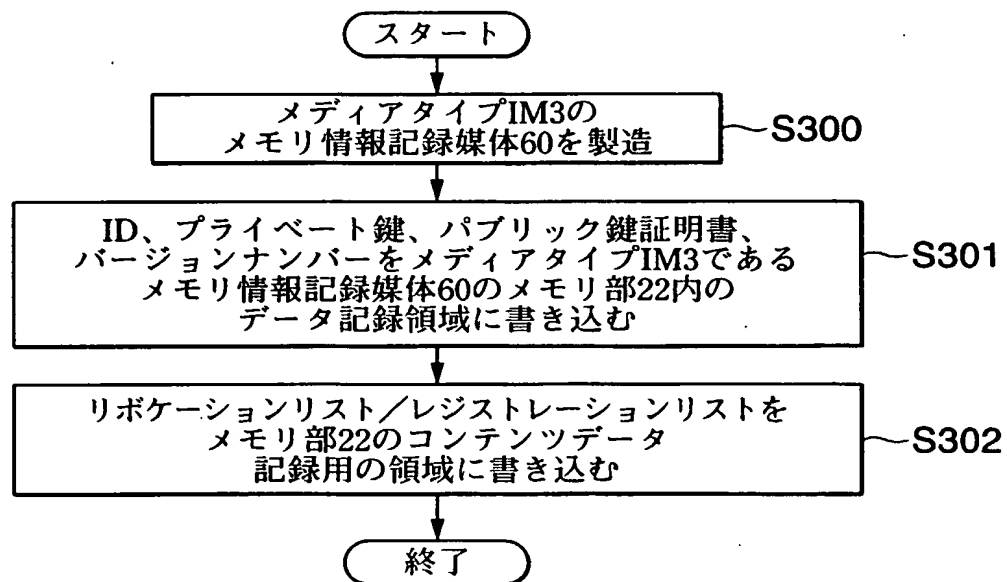 スタート
メディアタイプIM3の
メモリ情報記録媒体60を製造
S300
ID、プライベート鍵、パブリック鍵証明書、
バージョンナンバーをメディアタイプIM3である
メモリ情報記録媒体60のメモリ部22内の
データ記録領域に書き込む
S301
リボケーションリスト/レジストレーションリストを
メモリ部22のコンテンツデータ
記録用の領域に書き込む
S302
終了